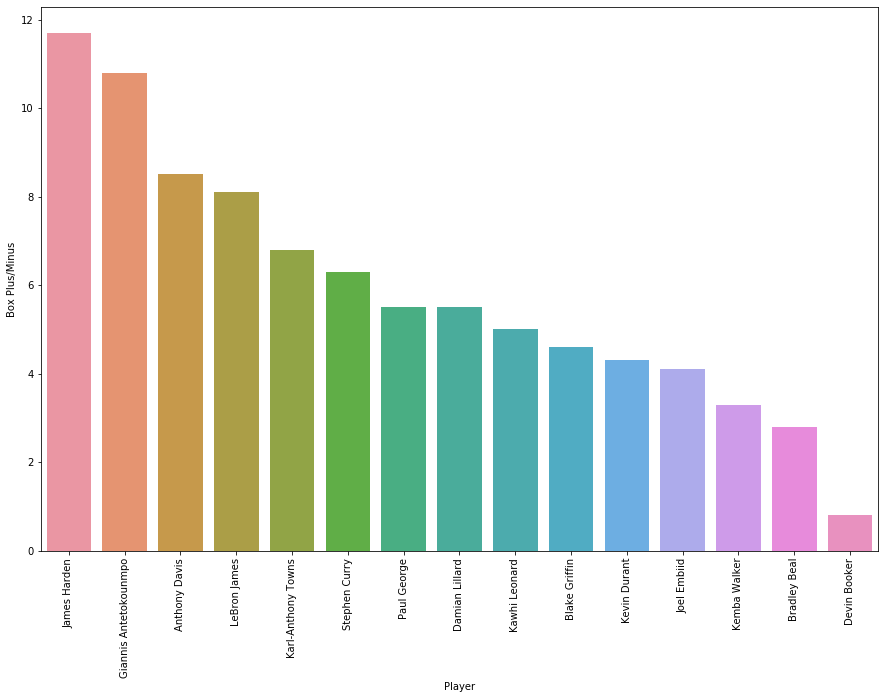 12
10
8
6
4
2
0
Box Plus/Minus
James Harden
Giannis Antetokounmpo
Anthony Davis
LeBron James
Karl-Anthony Towns
Stephen Curry
Paul George
Damian Lillard
Kawhi Leonard
Blake Griffin
Kevin Durant
Joel Embiid
Kemba Walker
Bradley Beal
Devin Booker
Player